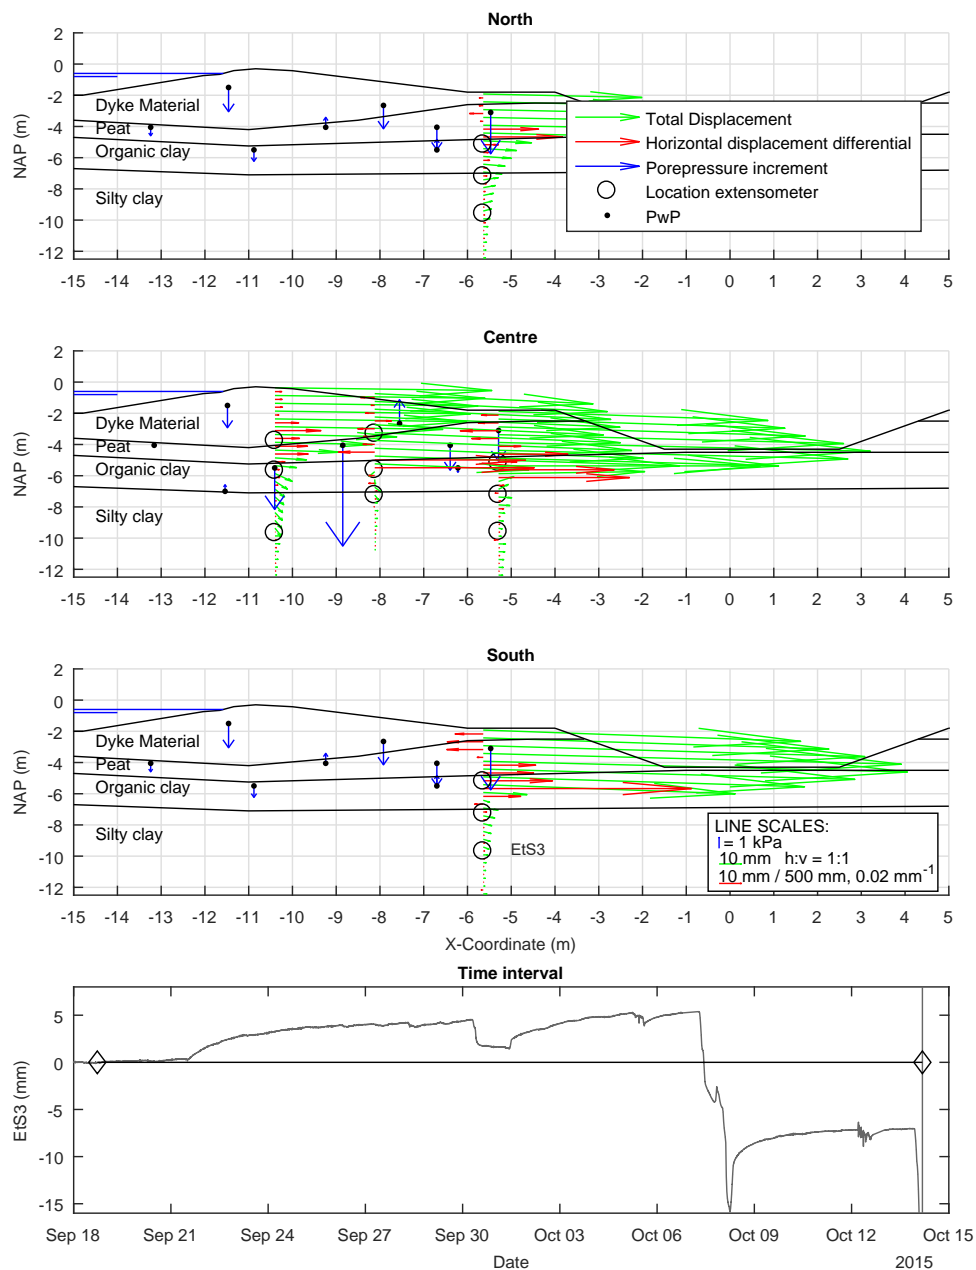 North
2
0
-2
-4
-6
-8
-10
-12
NAP (m)
Dyke Material
Peat
Organic clay
Silty clay
Total Displacement
Horizontal displacement differential
Porepressure increment
Location extensometer
PwP
-15 -14 -13 -12 -11 -10 -9 -8 -7 -6 -5 -4 -3 -2 -1 0 1 2 3 4 5
Centre
2
0
-2
-4
-6
-8
-10
-12
NAP (m)
Dyke Material
Peat
Organic clay
Silty clay
-15 -14 -13 -12 -11 -10 -9 -8 -7 -6 -5 -4 -3 -2 -1 0 1 2 3 4 5
South
2
0
-2
-4
-6
-8
-10
-12
NAP (m)
Dyke Material
Peat
Organic clay
Silty clay
EtS3
LINE SCALES:
= 1 kPa
10 mm h:v = 1:1
10 mm / 500 mm, 0.02 mm⁻¹
-15 -14 -13 -12 -11 -10 -9 -8 -7 -6 -5 -4 -3 -2 -1 0 1 2 3 4 5
X-Coordinate (m)
Time interval
5
0
-5
-10
-15
EtS3 (mm)
Sep 18 Sep 21 Sep 24 Sep 27 Sep 30 Oct 03 Oct 06 Oct 09 Oct 12 Oct 15
Date
2015